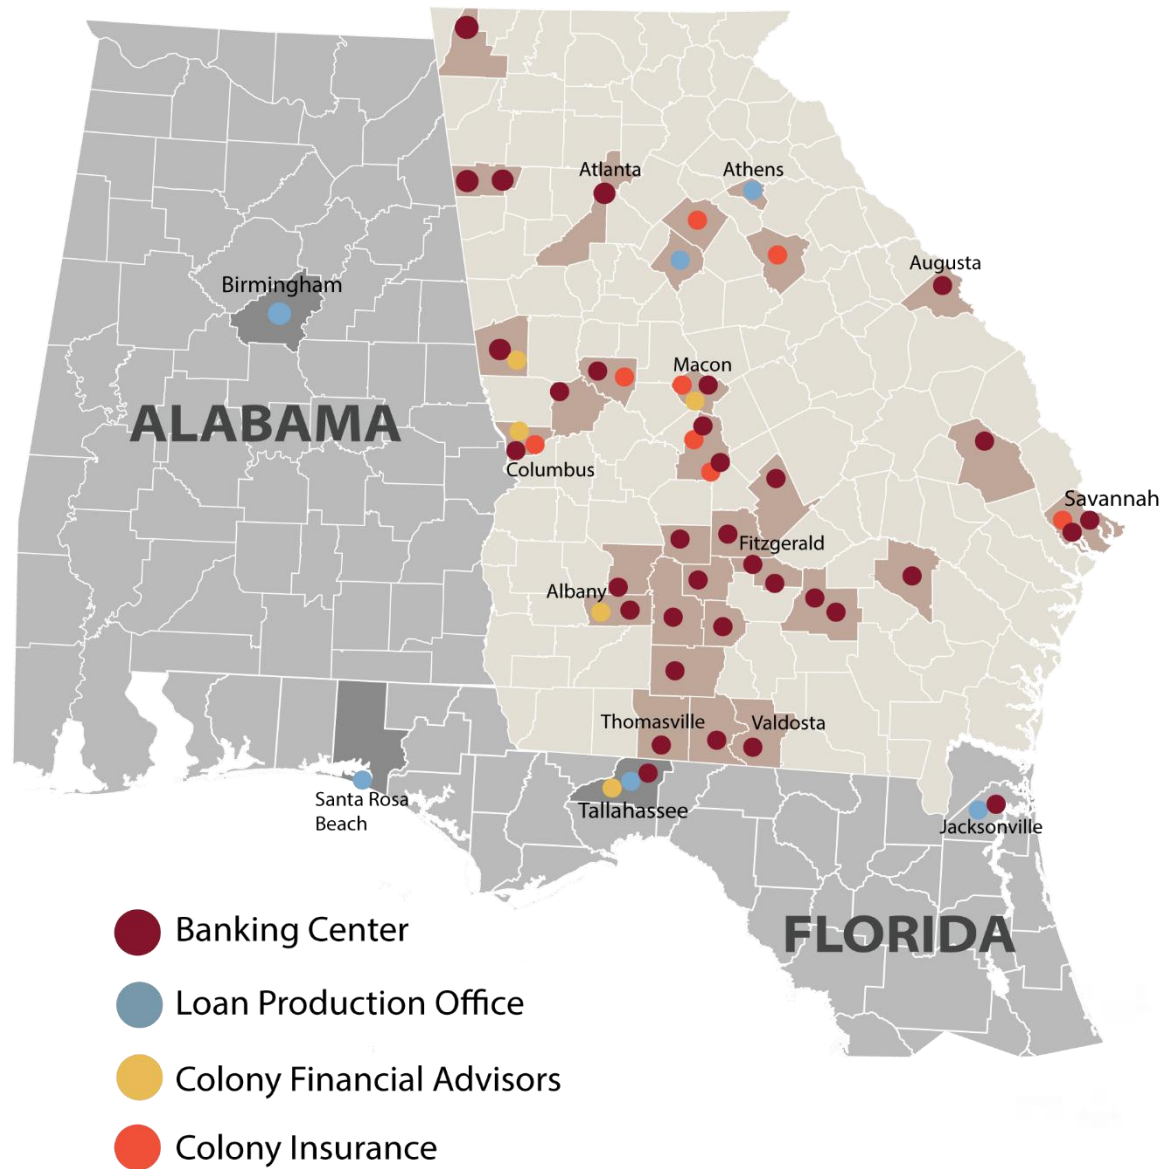 Atlanta
Athens
Augusta
Birmingham
Macon
ALABAMA
Columbus
Savannah
Fitzgerald
Albany
Thomasville
Valdosta
Santa Rosa
Beach
Tallahassee
Jacksonville
FLORIDA
Banking Center
Loan Production Office
Colony Financial Advisors
Colony Insurance